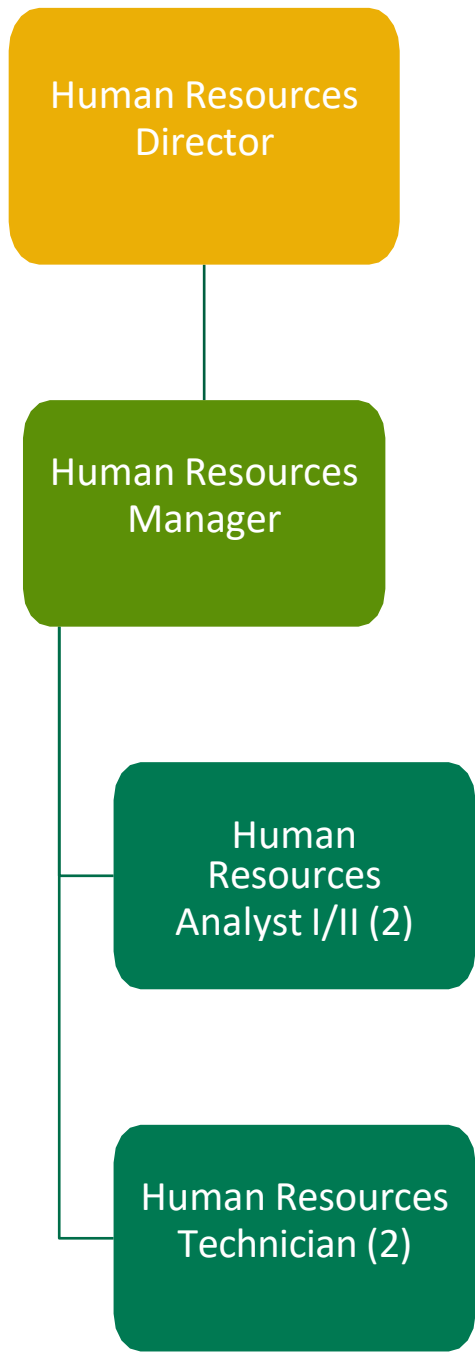 Human Resources
Director
Human Resources
Manager
Human
Resources
Analyst I/II (2)
Human Resources
Technician (2)